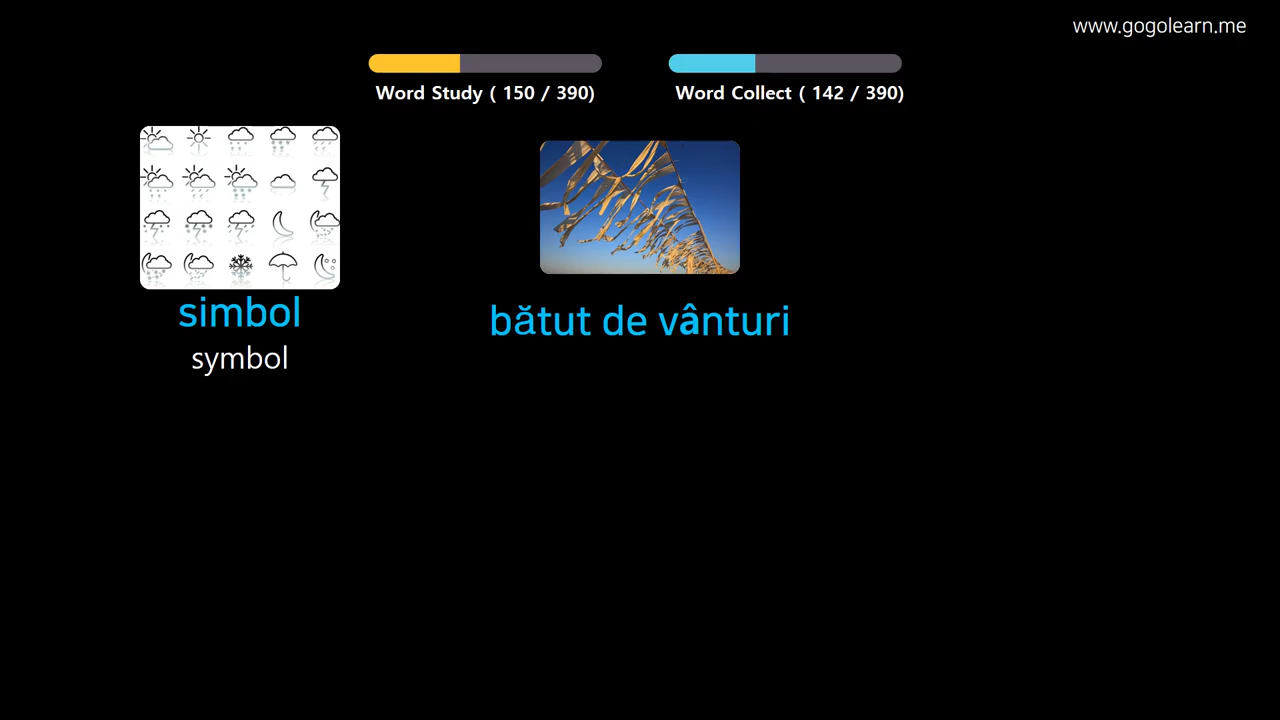 www.gogolearn.me
Word Study ( 150 / 390)
Word Collect ( 142 / 390)
simbol
symbol
bătut de vânturi